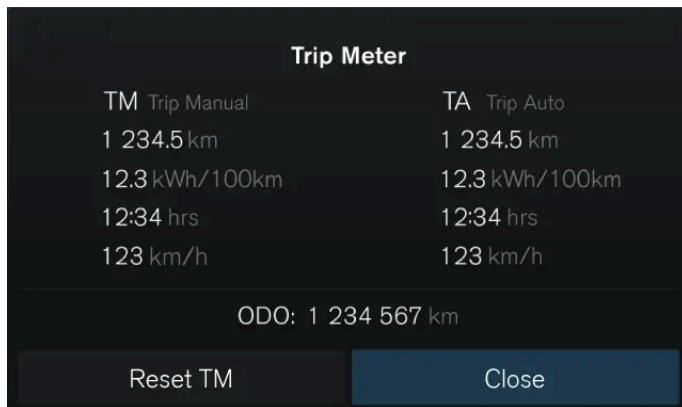 Trip Meter
TM Trip Manual
1 234.5 km
12.3 kWh/100km
12:34 hrs
123 km/h
TA Trip Auto
1 234.5 km
12.3 kWh/100km
12:34 hrs
123 km/h
ODO: 1 234 567 km
Reset TM
Close